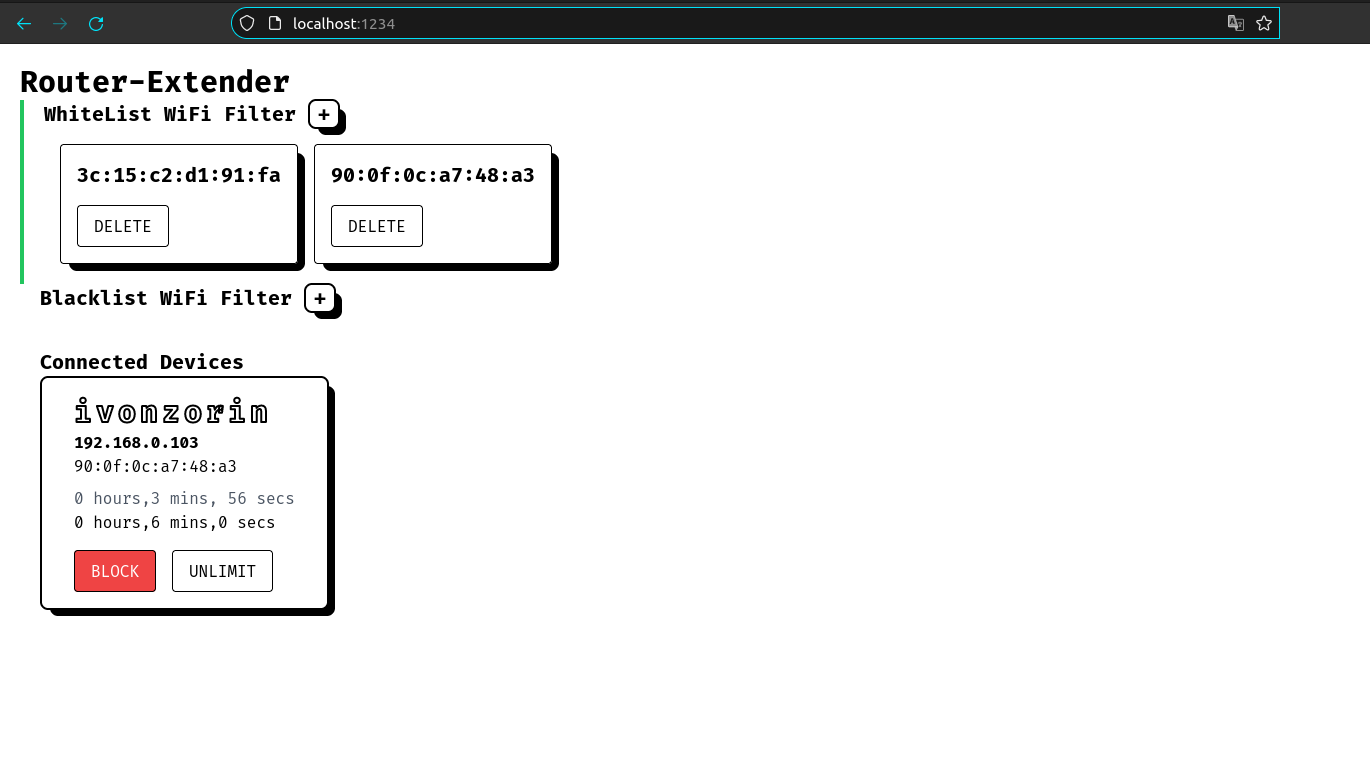 localhost:1234
Router-Extender
WhiteList WiFi Filter +
3c:15:c2:d1:91:fa 90:0f:0c:a7:48:a3
DELETE DELETE
Blacklist WiFi Filter +
Connected Devices
ivonzorin
192.168.0.103
90:0f:0c:a7:48:a3
0 hours,3 mins, 56 secs
0 hours,6 mins,0 secs
BLOCK UNLIMIT